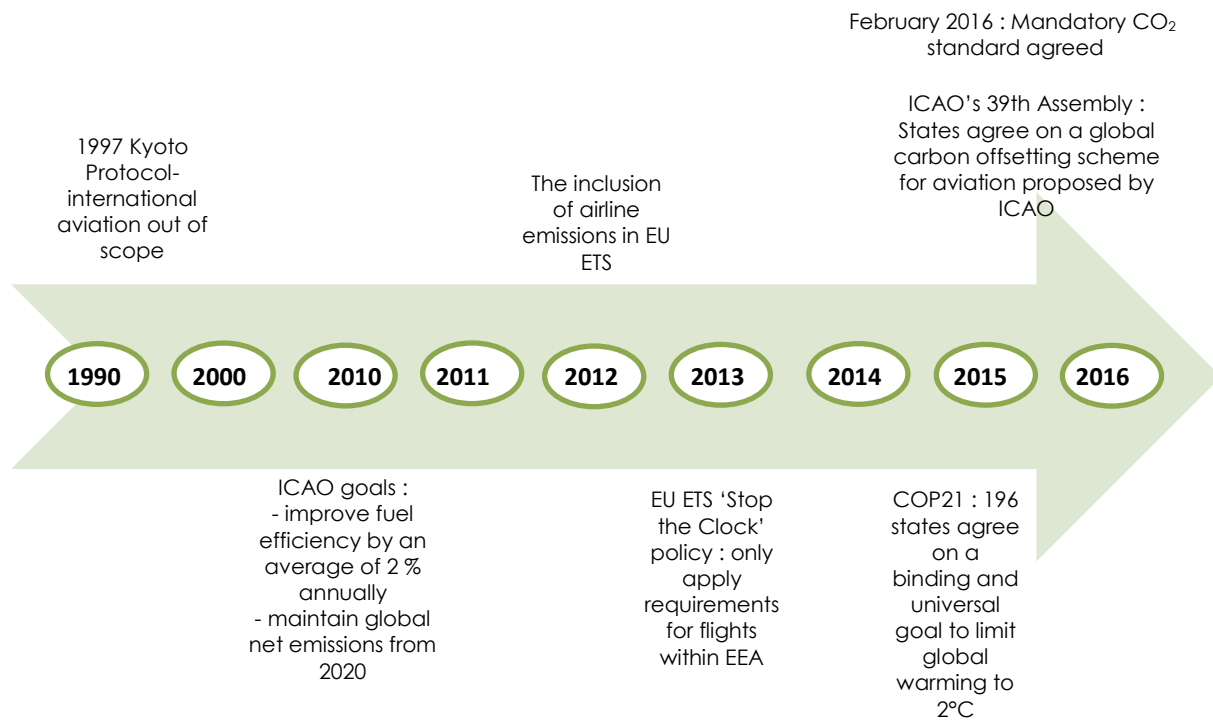 February 2016 : Mandatory CO₂
standard agreed
ICAO’s 39th Assembly :
States agree on a global
carbon offsetting scheme
for aviation proposed by
ICAO
1997 Kyoto
Protocol-
international
aviation out of
scope
The inclusion
of airline
emissions in EU
ETS
1990
2000
2010
2011
2012
2013
2014
2015
2016
ICAO goals :
- improve fuel
efficiency by an
average of 2 %
annually
- maintain global
net emissions from
2020
EU ETS ‘Stop
the Clock’
policy : only
apply
requirements
for flights
within EEA
COP21 : 196
states agree
on a
binding and
universal
goal to limit
global
warming to
2°C